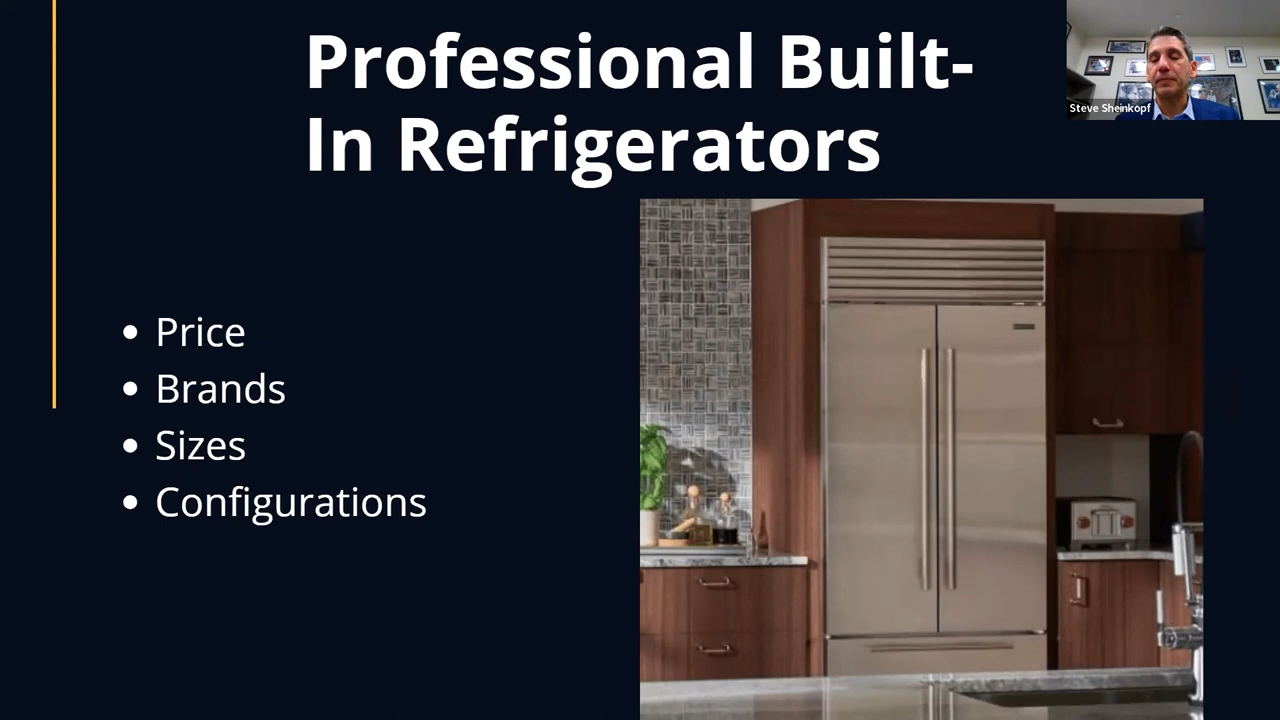 Professional Built-
In Refrigerators
Steve Sheinkopf
Price
Brands
Sizes
Configurations